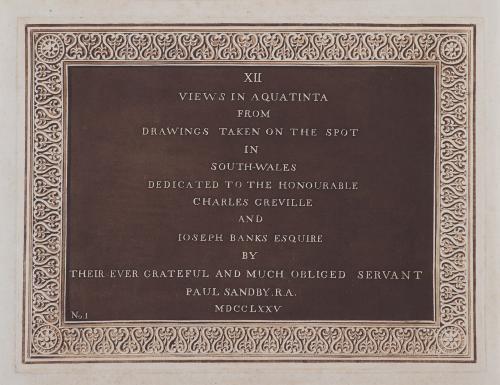 XII
VIEWS IN AQUATINTA
FROM
DRAWINGS TAKEN ON THE SPOT
IN
SOUTH-WALES
DEDICATED TO THE HONOURABLE
CHARLES GREVILLE
AND
IOSEPH BANKS ESQUIRE
BY
THEIR EVER GRATEFUL AND MUCH OBLIGED SERVANT
PAUL SANDBY.R.A.
MDCCLXXV
No.1